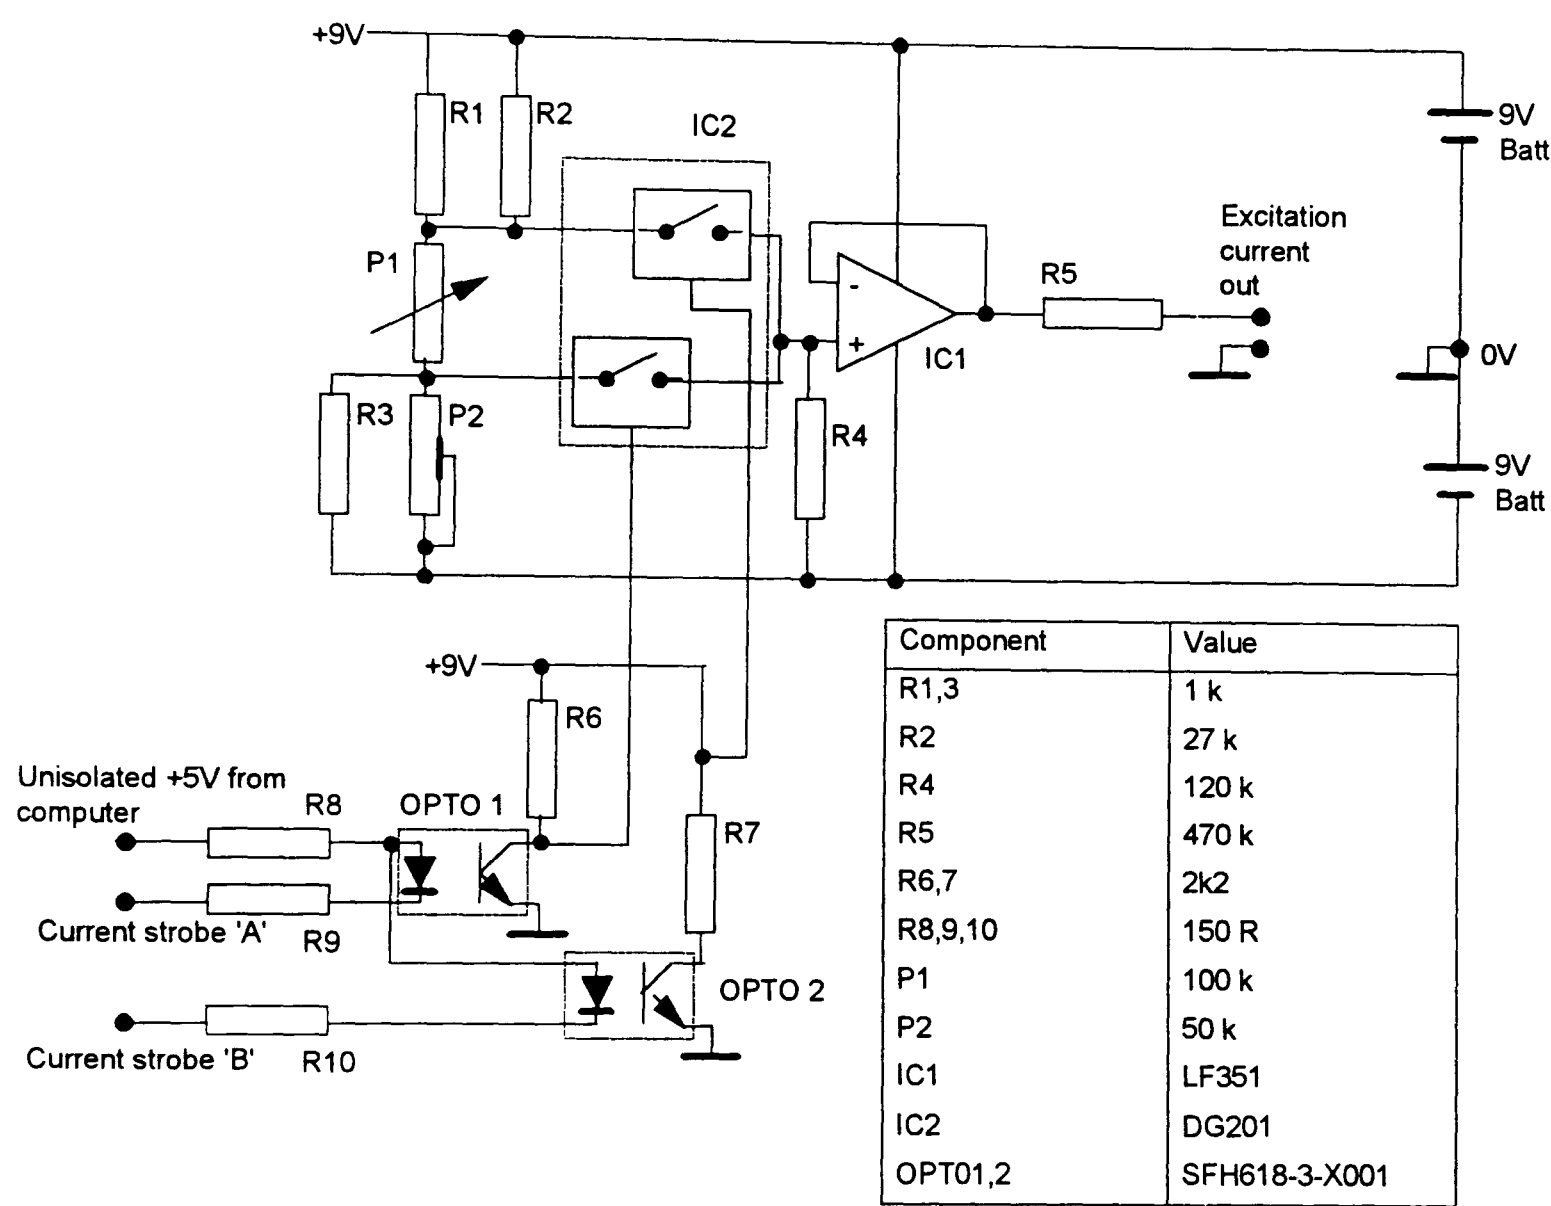 +9V
R1
R2
IC2
9V
Batt
P1
Excitation
current
out
R5
-
+
IC1
0V
R3
P2
R4
9V
Batt
+9V
R6
Unisolated +5V from
computer
R8
OPTO 1
R7
Current strobe 'A'
R9
OPTO 2
Current strobe 'B'
R10
Component Value
R1,3 1 k
R2 27 k
R4 120 k
R5 470 k
R6,7 2k2
R8,9,10 150 R
P1 100 k
P2 50 k
IC1 LF351
IC2 DG201
OPT01,2 SFH618-3-X001